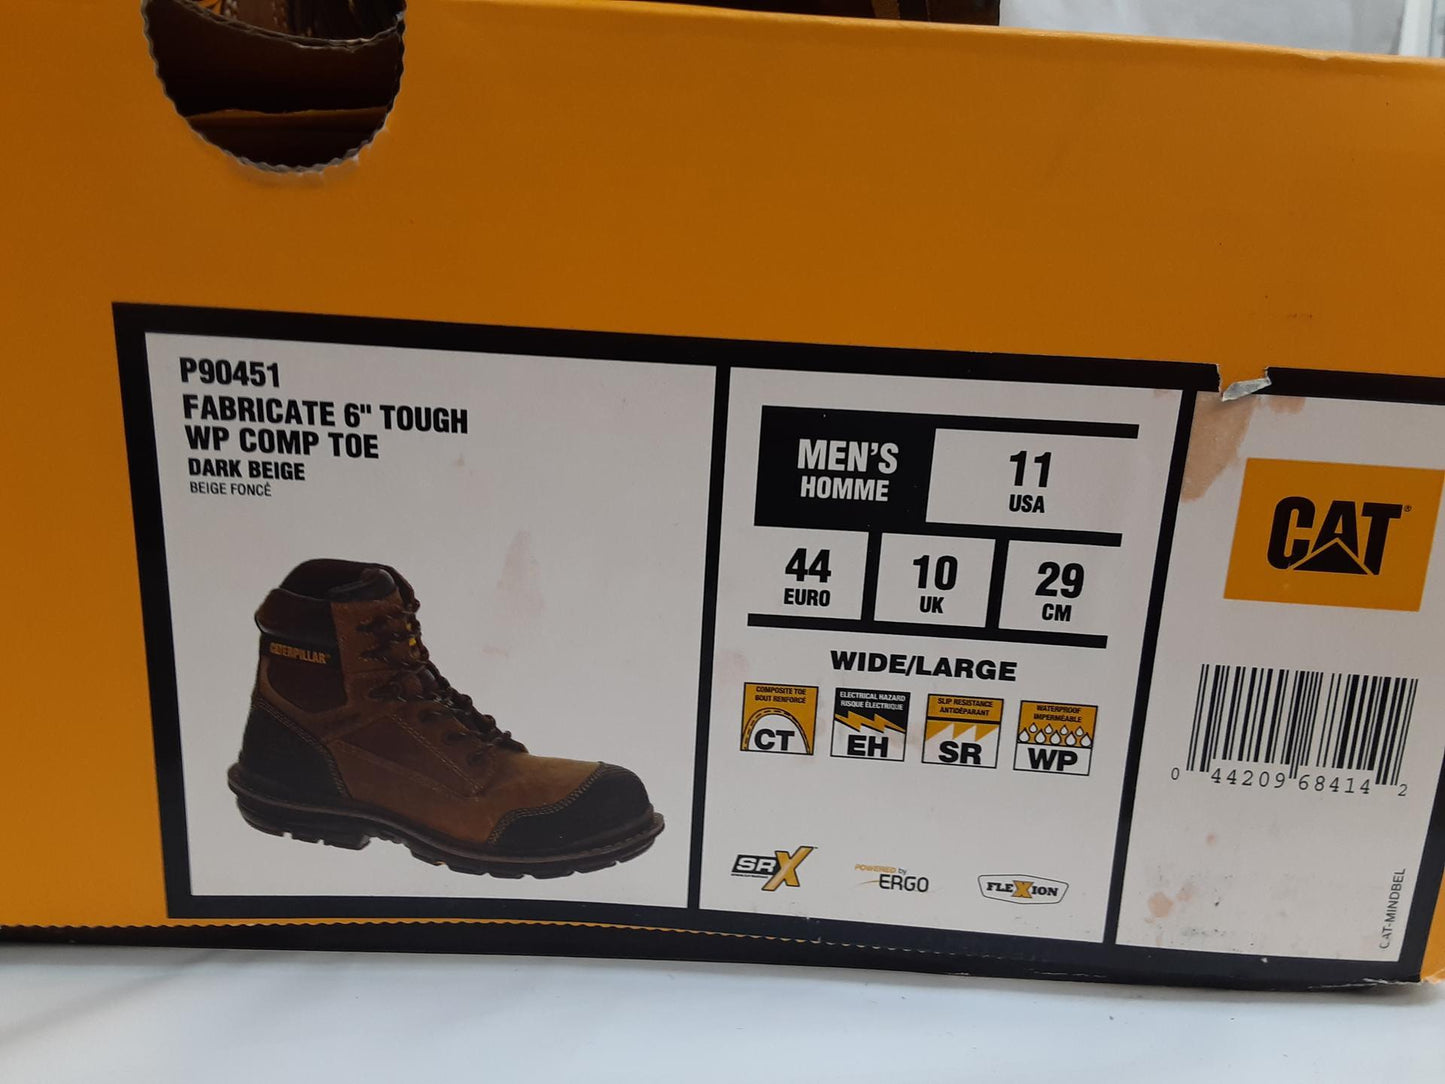 P90451
FABRICATE 6" TOUGH
WP COMP TOE
DARK BEIGE
BEIGE FONCÉ
CATERPILLAR
MEN'S
HOMME
11
USA
44
EURO
10
UK
29
CM
WIDE/LARGE
COMPOSITE TOE
BOUT RENFORCÉ
CT
ELECTRICAL HAZARD
RISQUE ÉLECTRIQUE
EH
SLIP RESISTANCE
ANTIDÉPARANT
SR
WATERPROOF
IMPERMÉABLE
WP
SRX
POWERED by
ERGO
FLEXION
CAT®
0 44209 68414 2
CAT-MINDBEL